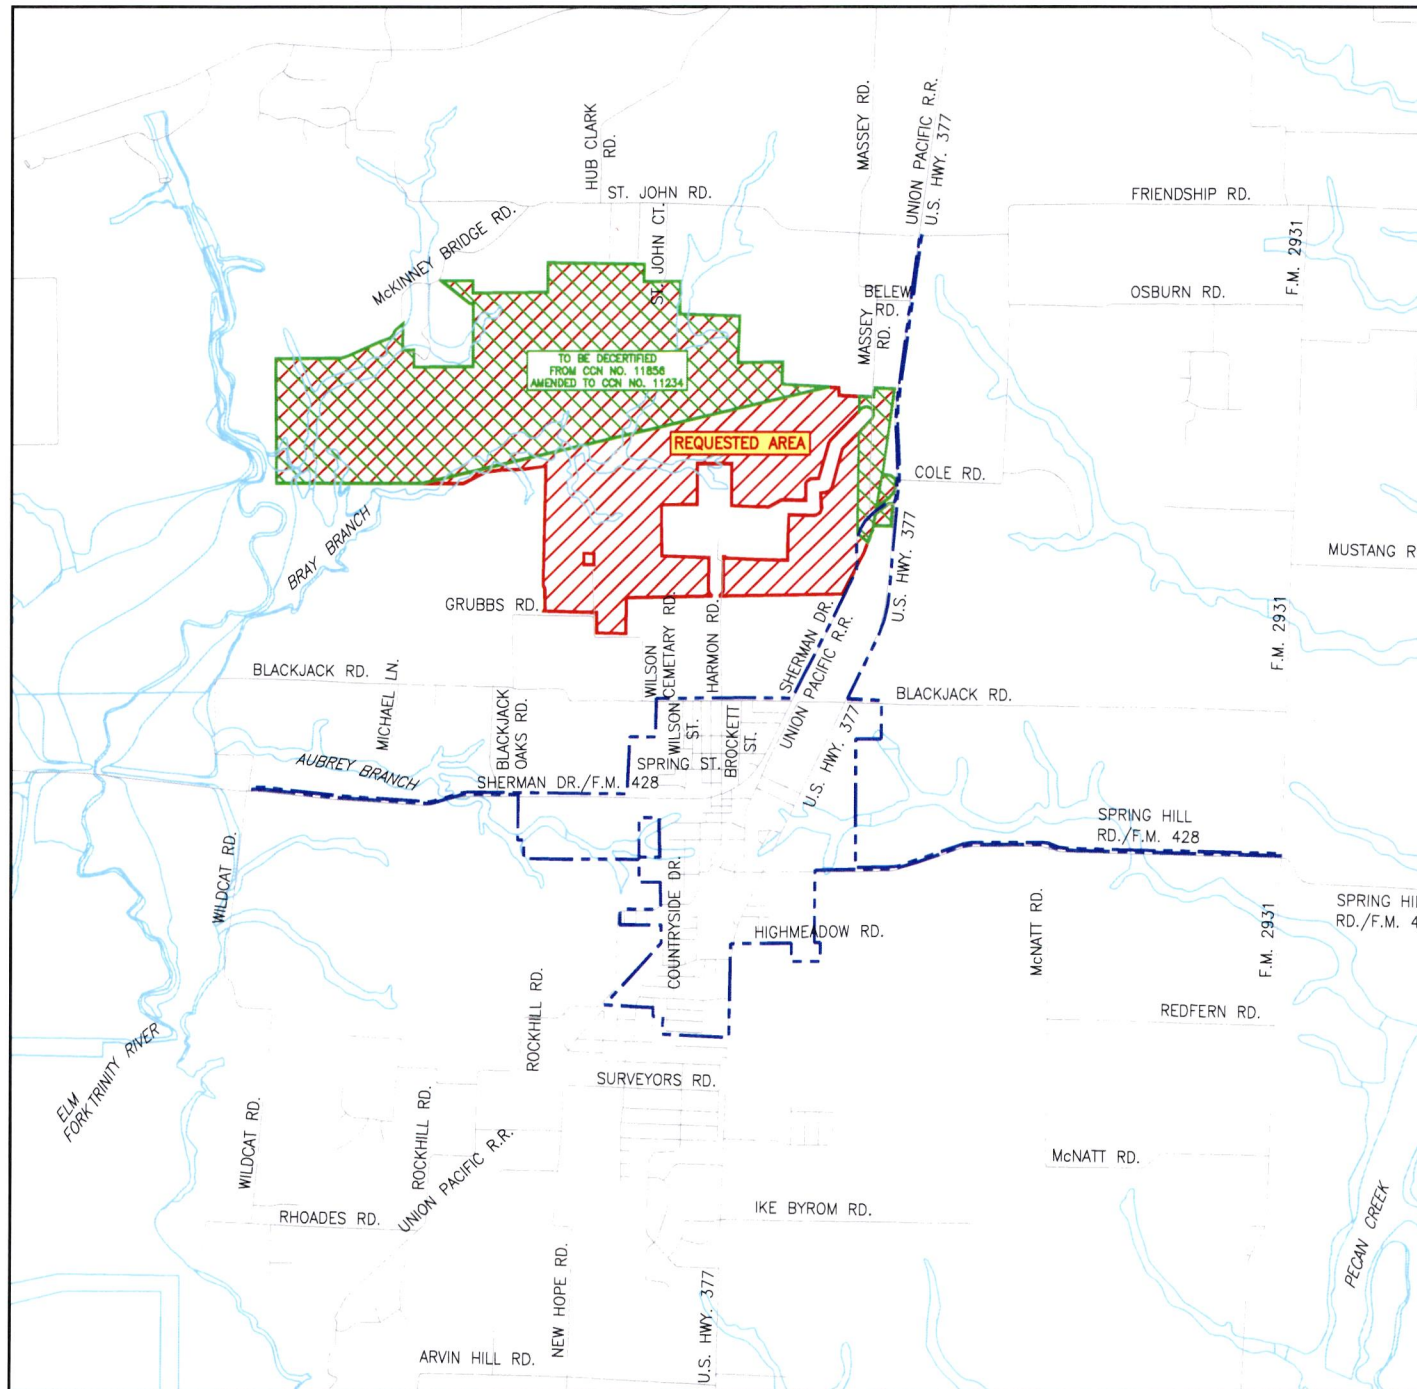 HUB CLARK
RD.
MASSEY RD.
UNION PACIFIC R.R.
U.S. HWY. 377
ST. JOHN RD.
FRIENDSHIP RD.
McKINNEY BRIDGE RD.
ST. JOHN CT.
F.M. 2931
BELEW
RD.
MASSEY
RD.
OSBURN RD.
TO BE DECERTIFIED
FROM CCN NO. 11856
AMENDED TO CCN NO. 11234
REQUESTED AREA
COLE RD.
BRAY BRANCH
U.S. HWY. 377
MUSTANG R
GRUBBS RD.
WILSON
CEMETARY RD.
HARMON RD.
SHERMAN DR.
UNION PACIFIC R.R.
F.M. 2931
BLACKJACK RD.
MICHAEL LN.
BLACKJACK
OAKS RD.
BLACKJACK RD.
WILSON
ST.
BROCKETT
ST.
SPRING ST.
U.S. HWY. 377
AUBREY BRANCH
SHERMAN DR./F.M. 428
SPRING HILL
RD./F.M. 428
WILDCAT RD.
COUNTRYSIDE DR.
HIGHMEADOW RD.
McNATT RD.
F.M. 2931
SPRING HIL
RD./F.M. 4
ROCKHILL RD.
REDFERN RD.
ELM
FORK TRINITY RIVER
SURVEYORS RD.
WILDCAT RD.
ROCKHILL RD.
UNION PACIFIC R.R.
McNATT RD.
RHOADES RD.
IKE BYROM RD.
PECAN CREEK
NEW HOPE RD.
U.S. HWY. 377
ARVIN HILL RD.